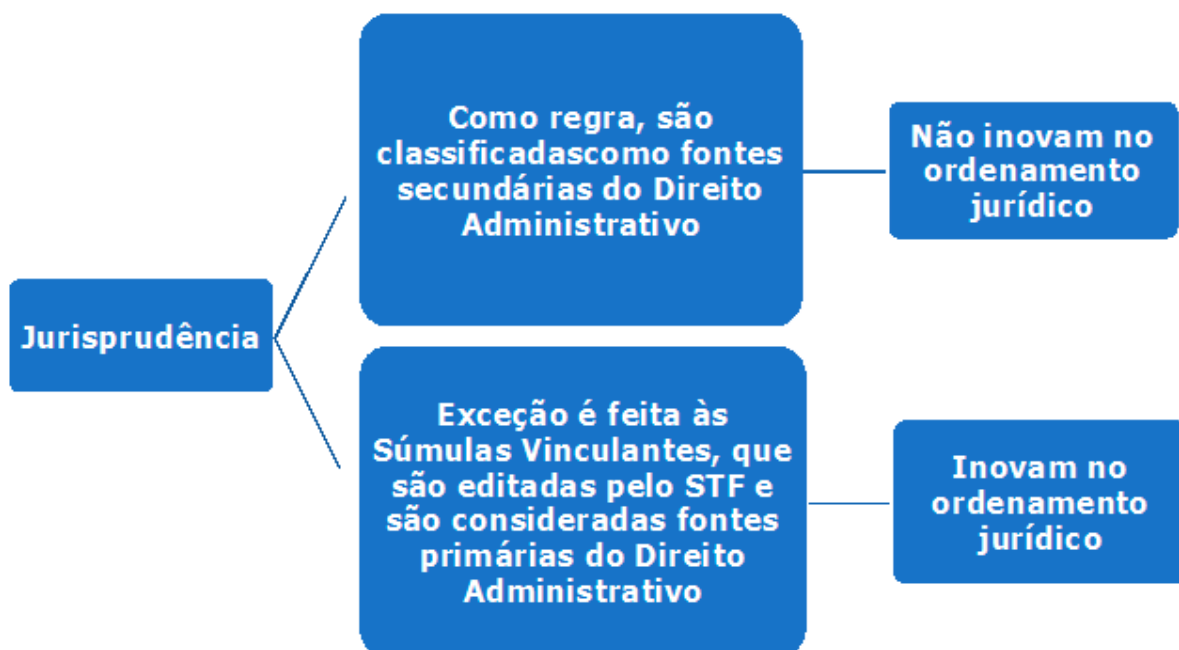 Jurisprudência
Como regra, são
classificadascomo fontes
secundárias do Direito
Administrativo
Não inovam no
ordenamento
jurídico
Exceção é feita às
Súmulas Vinculantes, que
são editadas pelo STF e
são consideradas fontes
primárias do Direito
Administrativo
Inovam no
ordenamento
jurídico